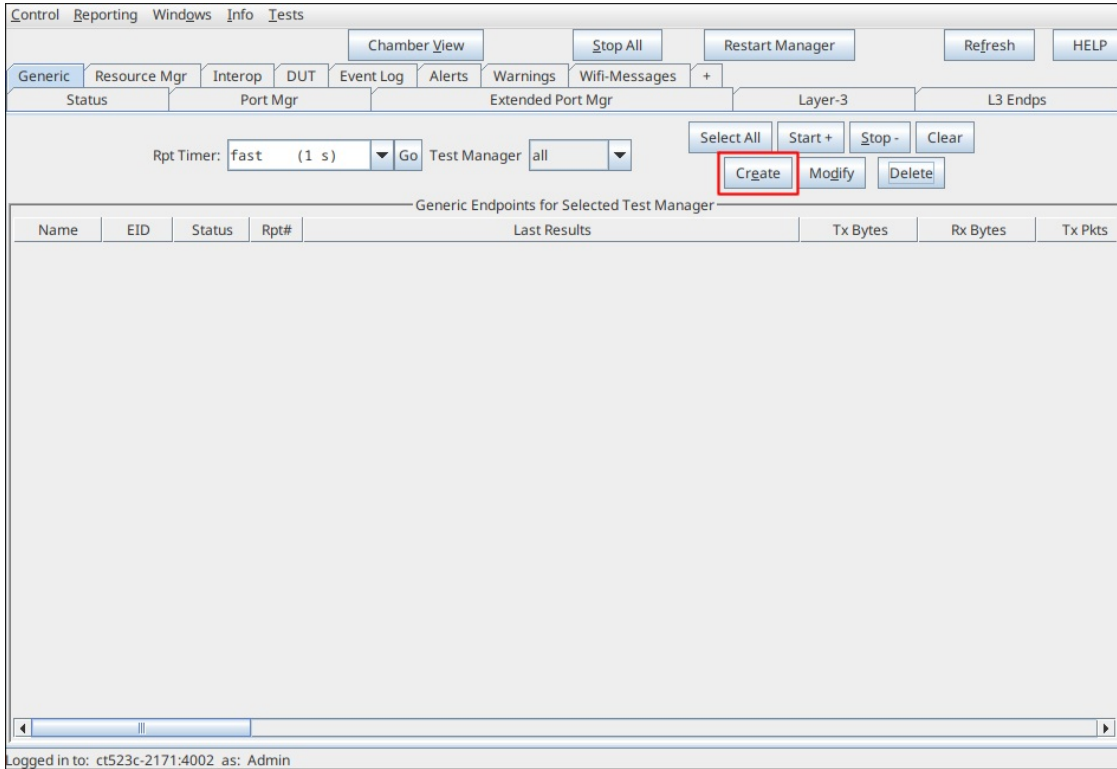 Control Reporting Windows Info Tests
Chamber View Stop All Restart Manager Refresh HELP
Generic Resource Mgr Interop DUT Event Log Alerts Warnings Wifi-Messages +
Status Port Mgr Extended Port Mgr Layer-3 L3 Endps
Rpt Timer: fast (1 s) Go Test Manager all Select All Start + Stop - Clear
Create Modify Delete
Generic Endpoints for Selected Test Manager
Name EID Status Rpt# Last Results Tx Bytes Rx Bytes Tx Pkts
Logged in to: ct523c-2171:4002 as: Admin